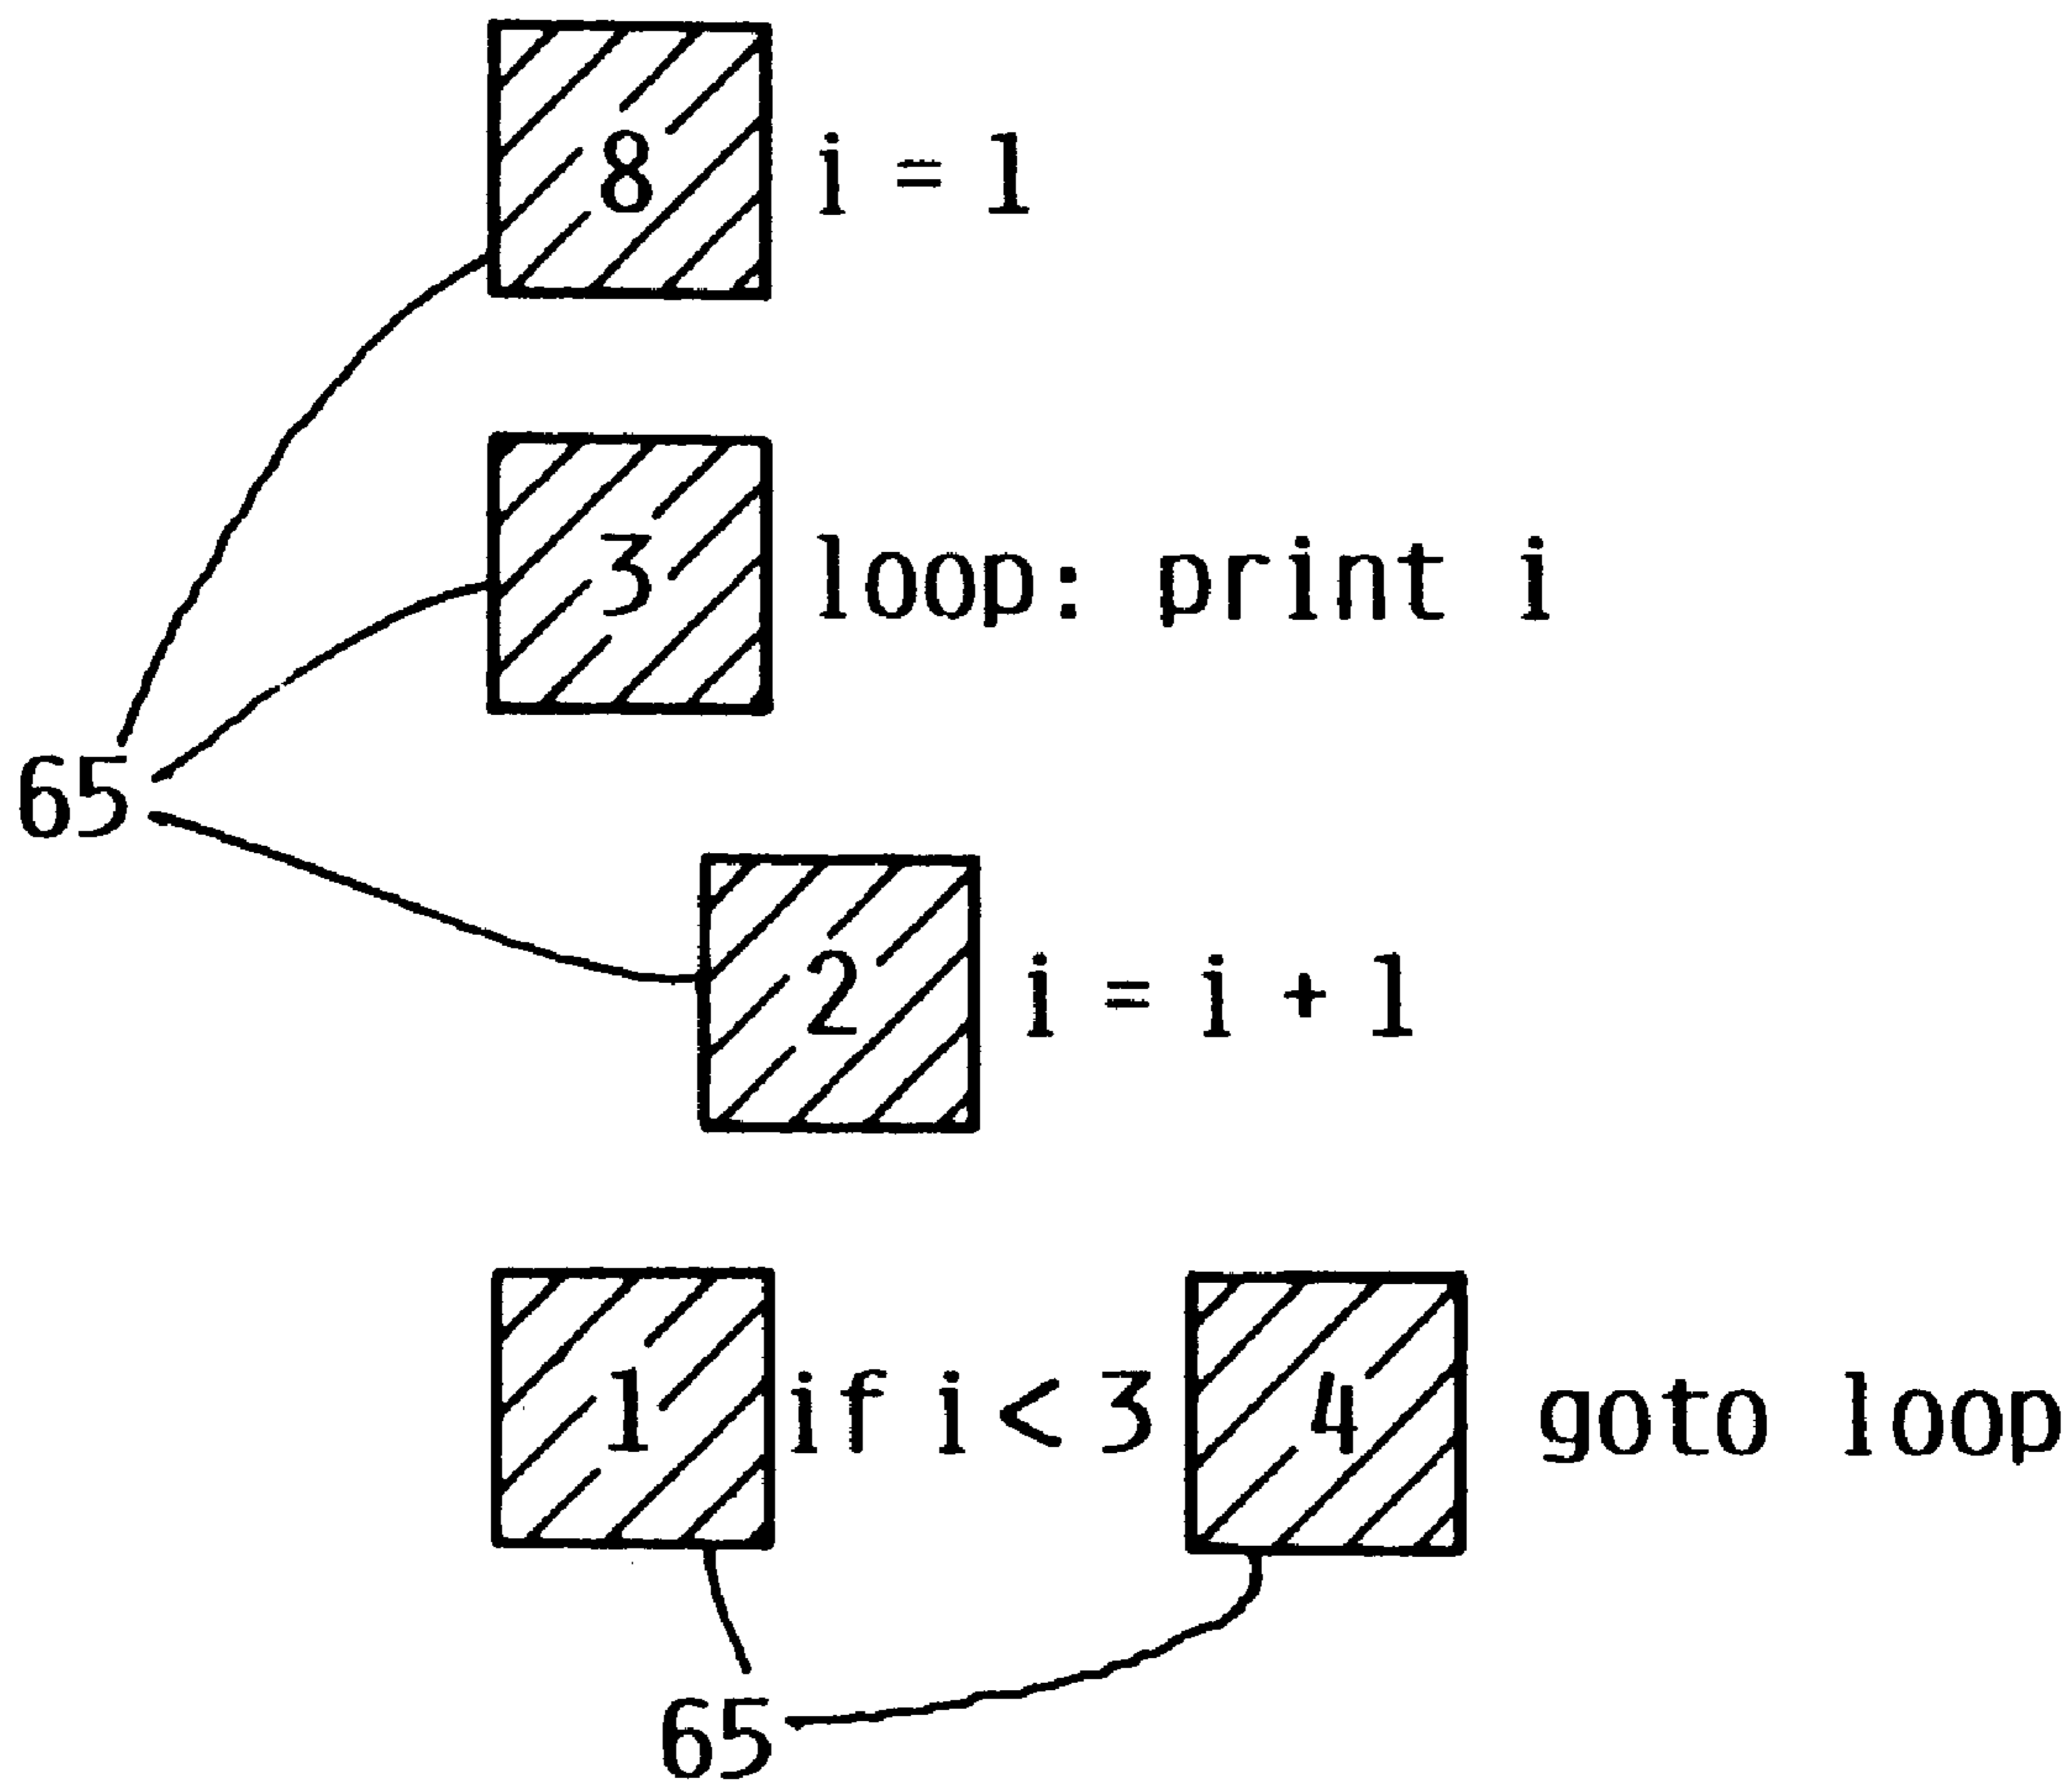 8 i = 1
3 loop: print i
65
2 i = i + 1
1 if i < 3 4 goto loop
65